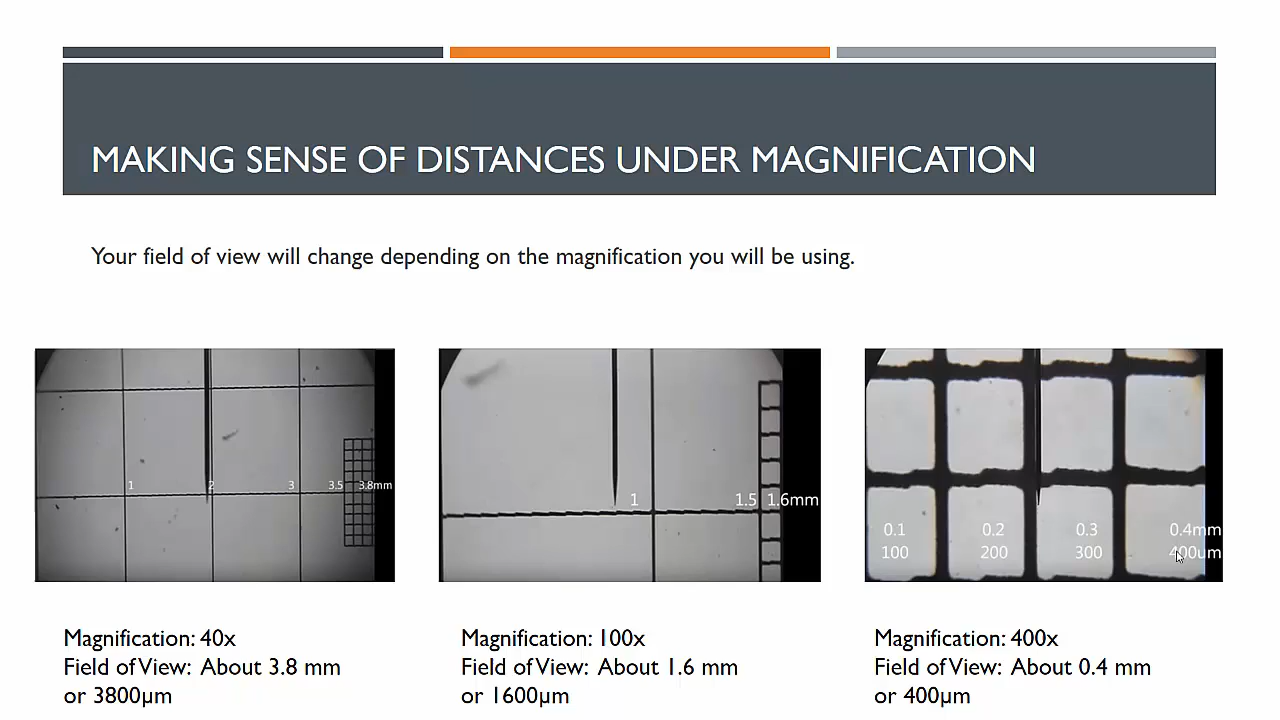 MAKING SENSE OF DISTANCES UNDER MAGNIFICATION
Your field of view will change depending on the magnification you will be using.
1 2 3 3.5 3.8mm
1 1.5 1.6mm
0.1 0.2 0.3 0.4mm
100 200 300 400um
Magnification: 40x
Field of View: About 3.8 mm
or 3800µm
Magnification: 100x
Field of View: About 1.6 mm
or 1600µm
Magnification: 400x
Field of View: About 0.4 mm
or 400µm